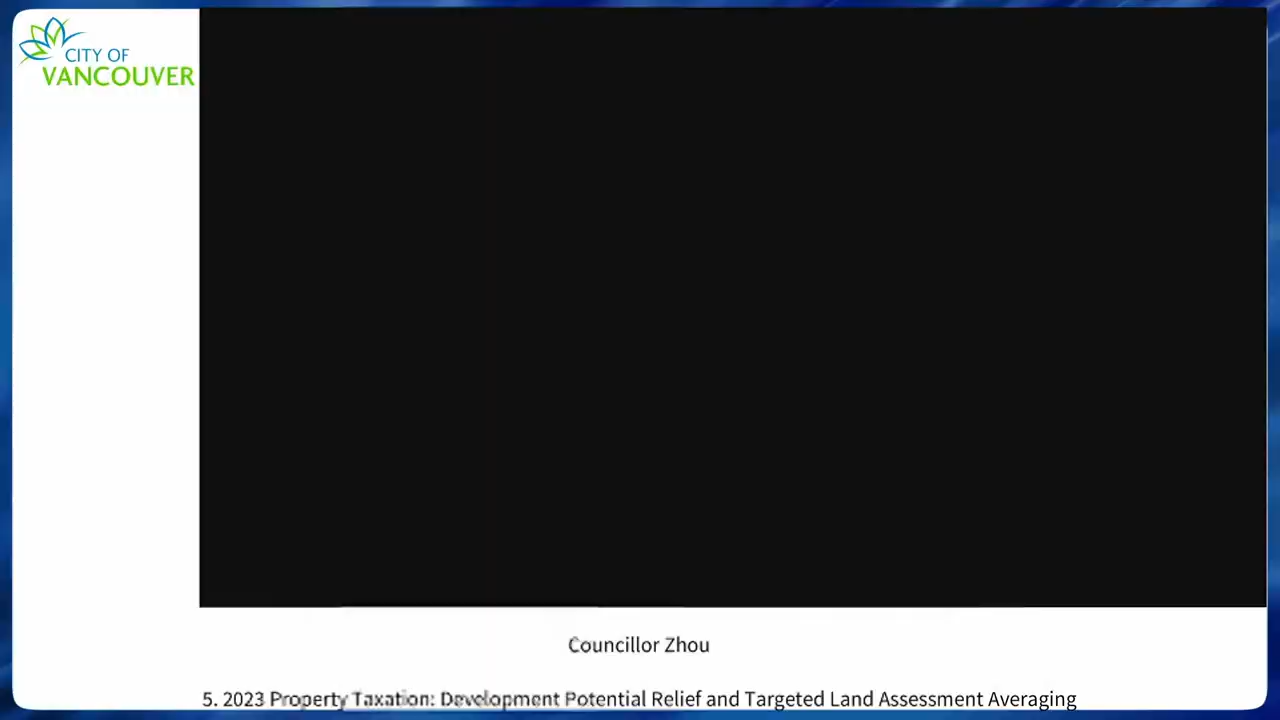 CITY OF
VANCOUVER
Councillor Zhou
5. 2023 Property Taxation: Development Potential Relief and Targeted Land Assessment Averaging